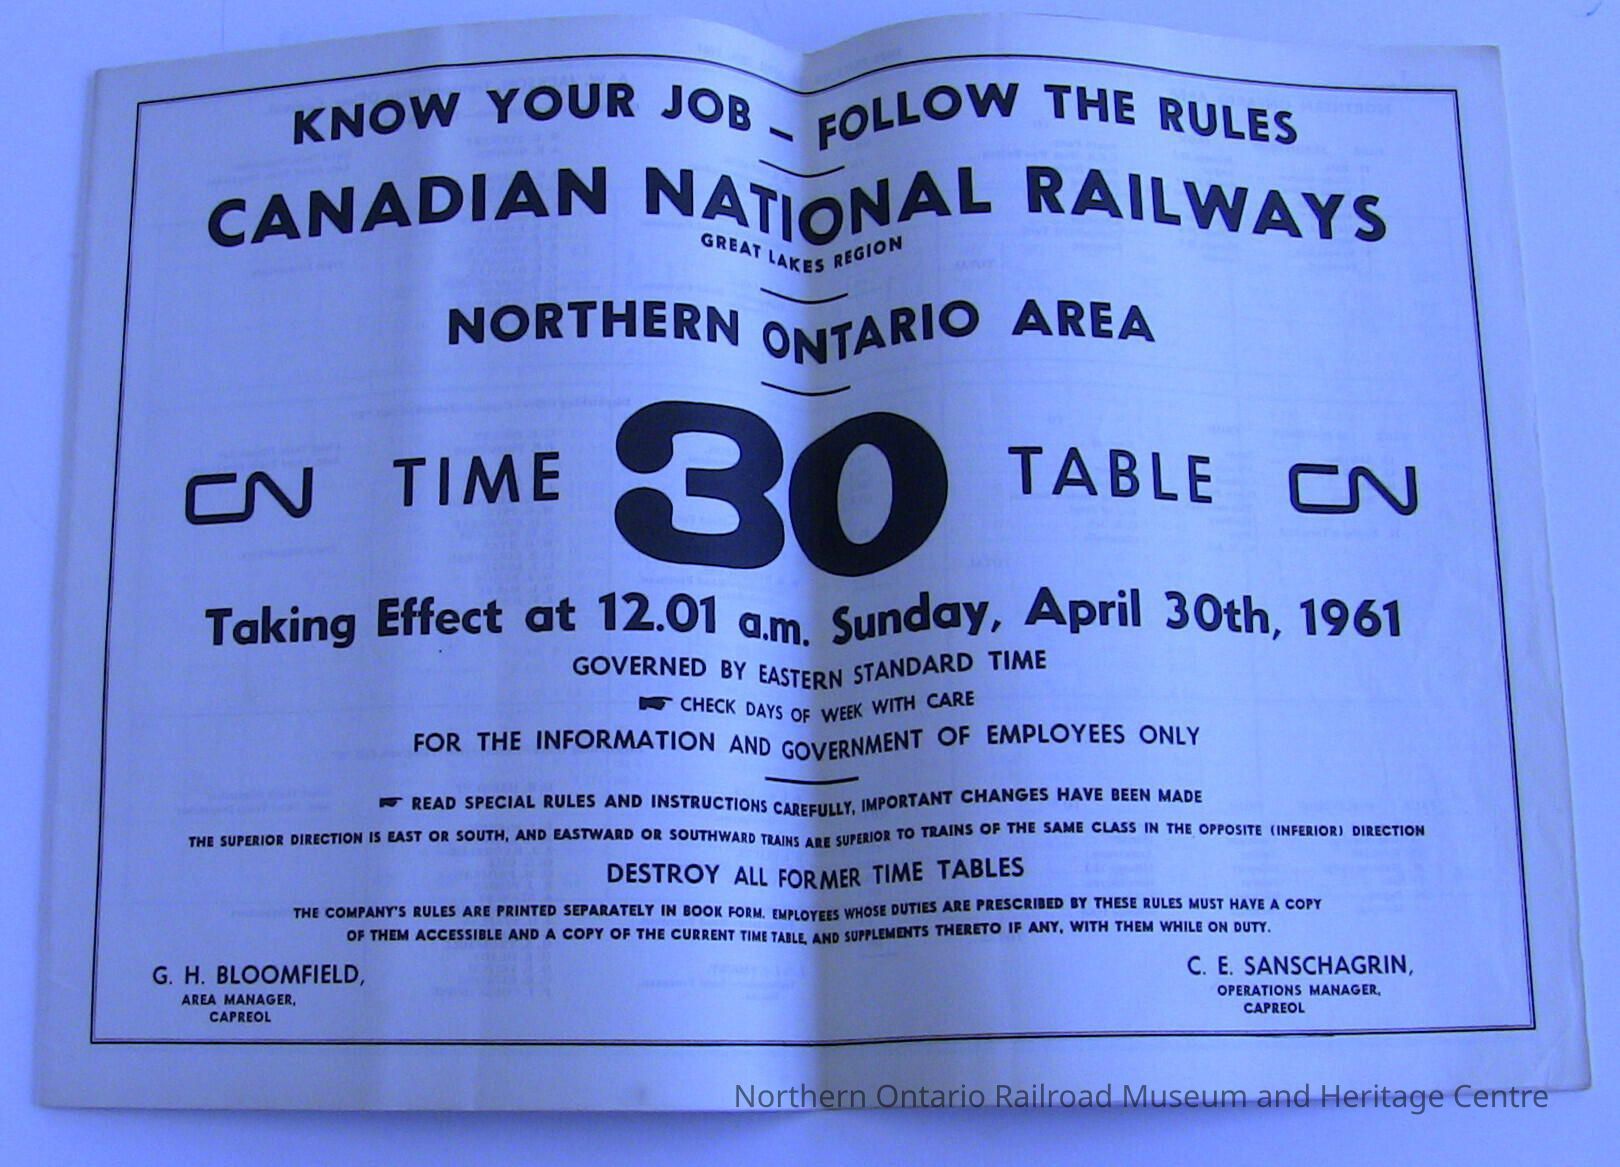 KNOW YOUR JOB – FOLLOW THE RULES
CANADIAN NATIONAL RAILWAYS
GREAT LAKES REGION
NORTHERN ONTARIO AREA
CN TIME 30 TABLE CN
Taking Effect at 12.01 a.m. Sunday, April 30th, 1961
GOVERNED BY EASTERN STANDARD TIME
☛ CHECK DAYS OF WEEK WITH CARE
FOR THE INFORMATION AND GOVERNMENT OF EMPLOYEES ONLY
☛ READ SPECIAL RULES AND INSTRUCTIONS CAREFULLY, IMPORTANT CHANGES HAVE BEEN MADE
THE SUPERIOR DIRECTION IS EAST OR SOUTH, AND EASTWARD OR SOUTHWARD TRAINS ARE SUPERIOR TO TRAINS OF THE SAME CLASS IN THE OPPOSITE (INFERIOR) DIRECTION
DESTROY ALL FORMER TIME TABLES
THE COMPANY'S RULES ARE PRINTED SEPARATELY IN BOOK FORM. EMPLOYEES WHOSE DUTIES ARE PRESCRIBED BY THESE RULES MUST HAVE A COPY
OF THEM ACCESSIBLE AND A COPY OF THE CURRENT TIME TABLE, AND SUPPLEMENTS THERETO IF ANY, WITH THEM WHILE ON DUTY.
G. H. BLOOMFIELD,
AREA MANAGER,
CAPREOL
C. E. SANSCHAGRIN,
OPERATIONS MANAGER,
CAPREOL
Northern Ontario Railroad Museum and Heritage Centre